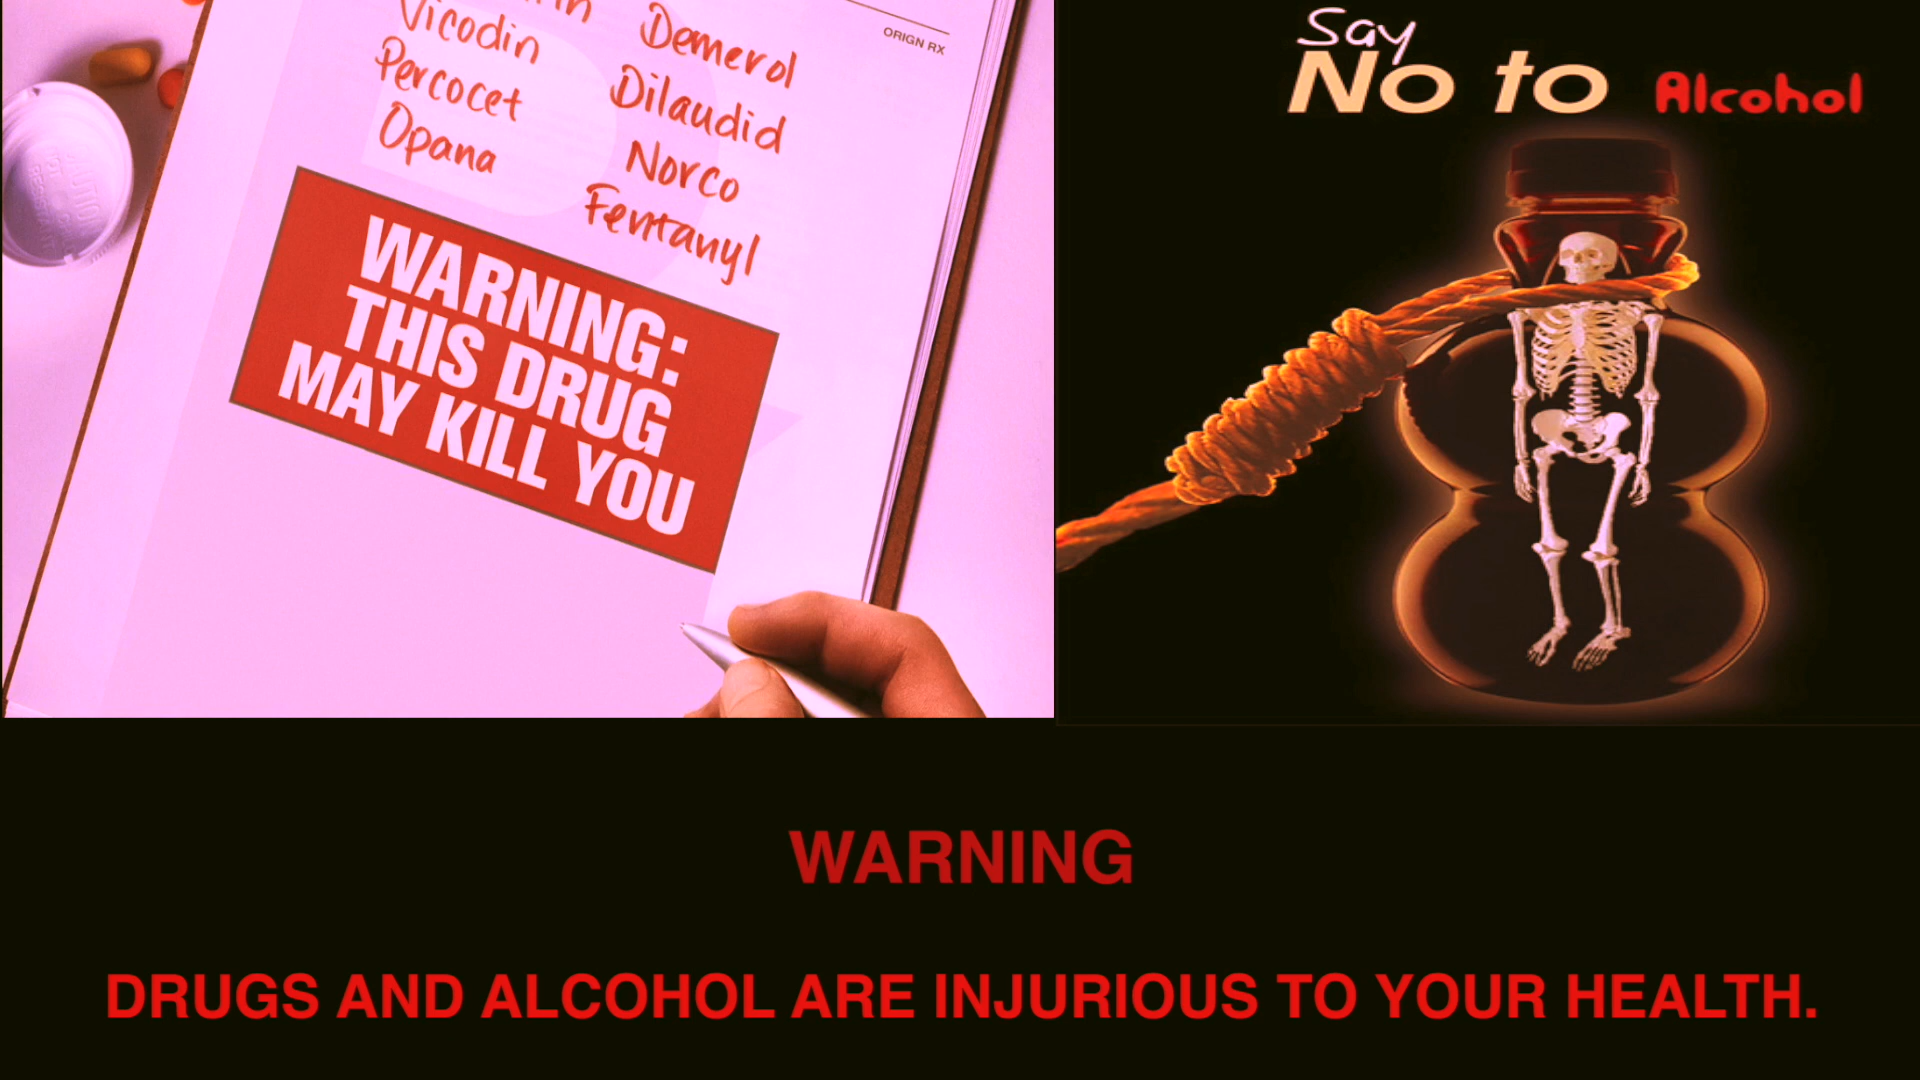 Vicodin
Percocet
Opana
Demerol
Dilaudid
Norco
Fentanyl
ORIGN RX
WARNING:
THIS DRUG
MAY KILL YOU
Say
No to Alcohol
WARNING
DRUGS AND ALCOHOL ARE INJURIOUS TO YOUR HEALTH.